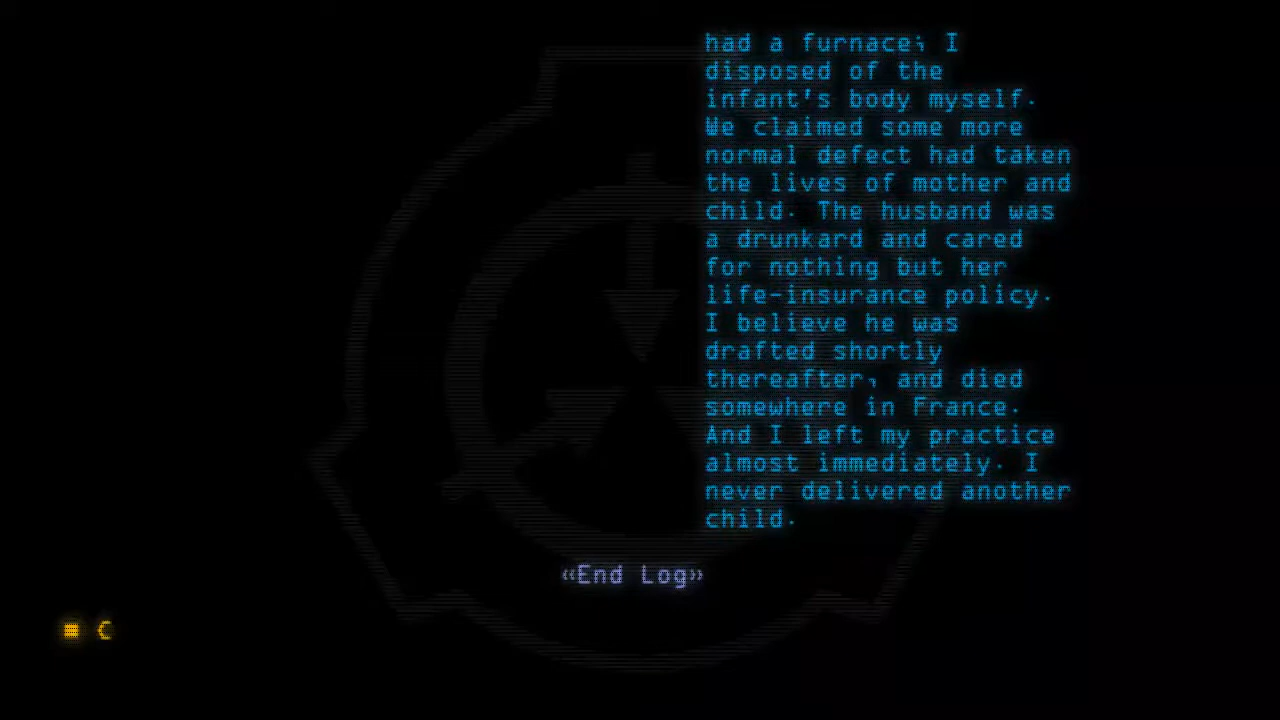 had a furnace; I
disposed of the
infant's body myself.
We claimed some more
normal defect had taken
the lives of mother and
child. The husband was
a drunkard and cared
for nothing but her
life-insurance policy.
I believe he was
drafted shortly
thereafter, and died
somewhere in France.
And I left my practice
almost immediately. I
never delivered another
child.
«End Log»
■ C